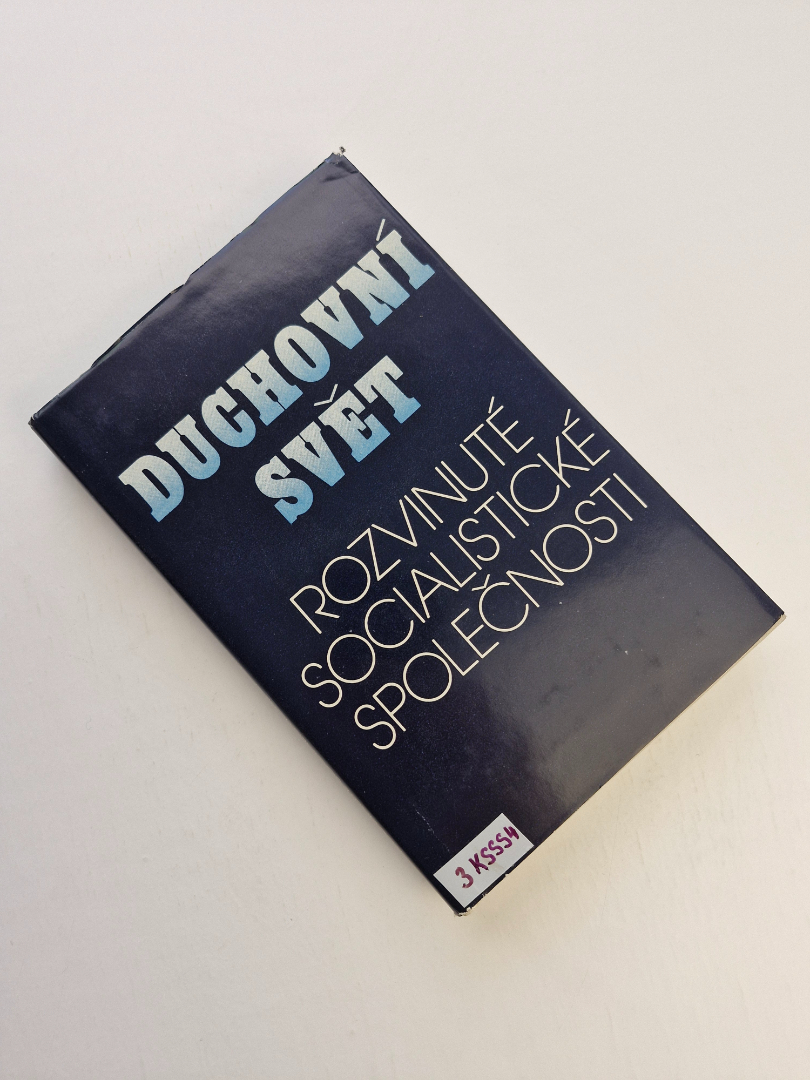 DUCHOVNÍ
SVĚT
ROZVINUTÉ
SOCIALISTICKÉ
SPOLEČNOSTI
3 KSSS4